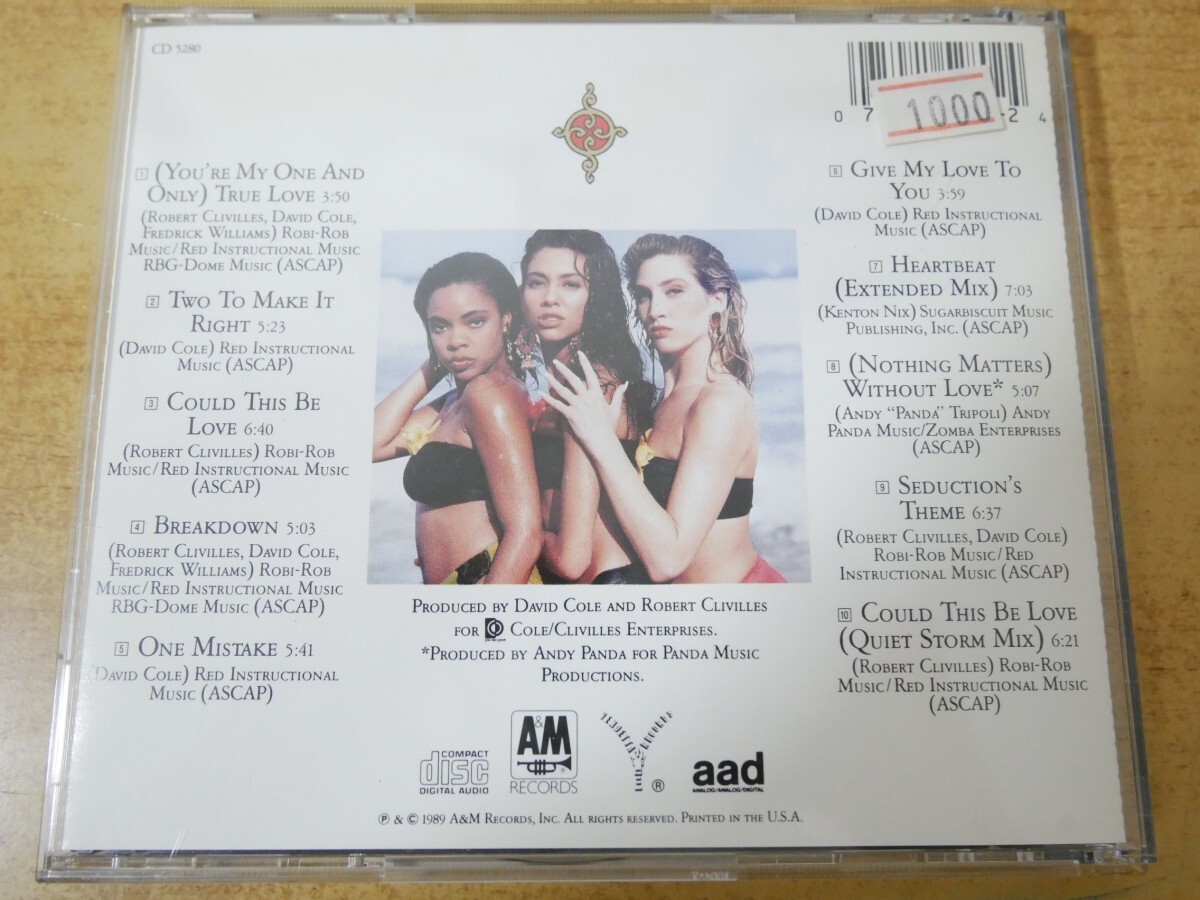 CD 5280
1 (You're My One And
Only) True Love 3:50
(Robert Clivilles, David Cole,
Fredrick Williams) Robi-Rob
Music/Red Instructional Music
RBG-Dome Music (ASCAP)
2 Two To Make It
Right 5:23
(David Cole) Red Instructional
Music (ASCAP)
3 Could This Be
Love 6:40
(Robert Clivilles) Robi-Rob
Music/Red Instructional Music
(ASCAP)
4 Breakdown 5:03
(Robert Clivilles, David Cole,
Fredrick Williams) Robi-Rob
Music/Red Instructional Music
RBG-Dome Music (ASCAP)
5 One Mistake 5:41
(David Cole) Red Instructional
Music (ASCAP)
Produced by David Cole and Robert Clivilles
for Cole/Clivilles Enterprises.
*Produced by Andy Panda for Panda Music
Productions.
1000
0 7 -2
6 Give My Love To
You 3:59
(David Cole) Red Instructional
Music (ASCAP)
7 Heartbeat
(Extended Mix) 7:03
(Kenton Nix) Sugarbiscuit Music
Publishing, Inc. (ASCAP)
8 (Nothing Matters)
Without Love* 5:07
(Andy "Panda' Tripoli) Andy
Panda Music/Zomba Enterprises
(ASCAP)
9 Seduction's
Theme 6:37
(Robert Clivilles, David Cole)
Robi-Rob Music/Red
Instructional Music (ASCAP)
10 Could This Be Love
(Quiet Storm Mix) 6:21
(Robert Clivilles) Robi-Rob
Music/Red Instructional Music
(ASCAP)
COMPACT
disc
DIGITAL AUDIO
A&M
RECORDS
®
aad
ANALOG/ANALOG/DIGITAL
℗ & © 1989 A&M Records, Inc. All rights reserved. Printed in the U.S.A.